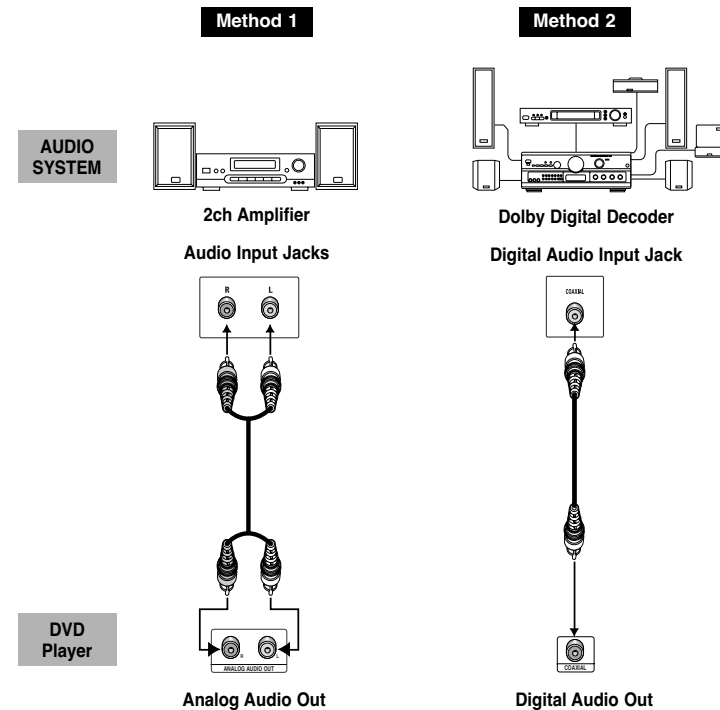 Method 1
Method 2
AUDIO
SYSTEM
2ch Amplifier
Dolby Digital Decoder
Audio Input Jacks
Digital Audio Input Jack
R L
COAXIAL
DVD
Player
R L
ANALOG AUDIO OUT
COAXIAL
Analog Audio Out
Digital Audio Out